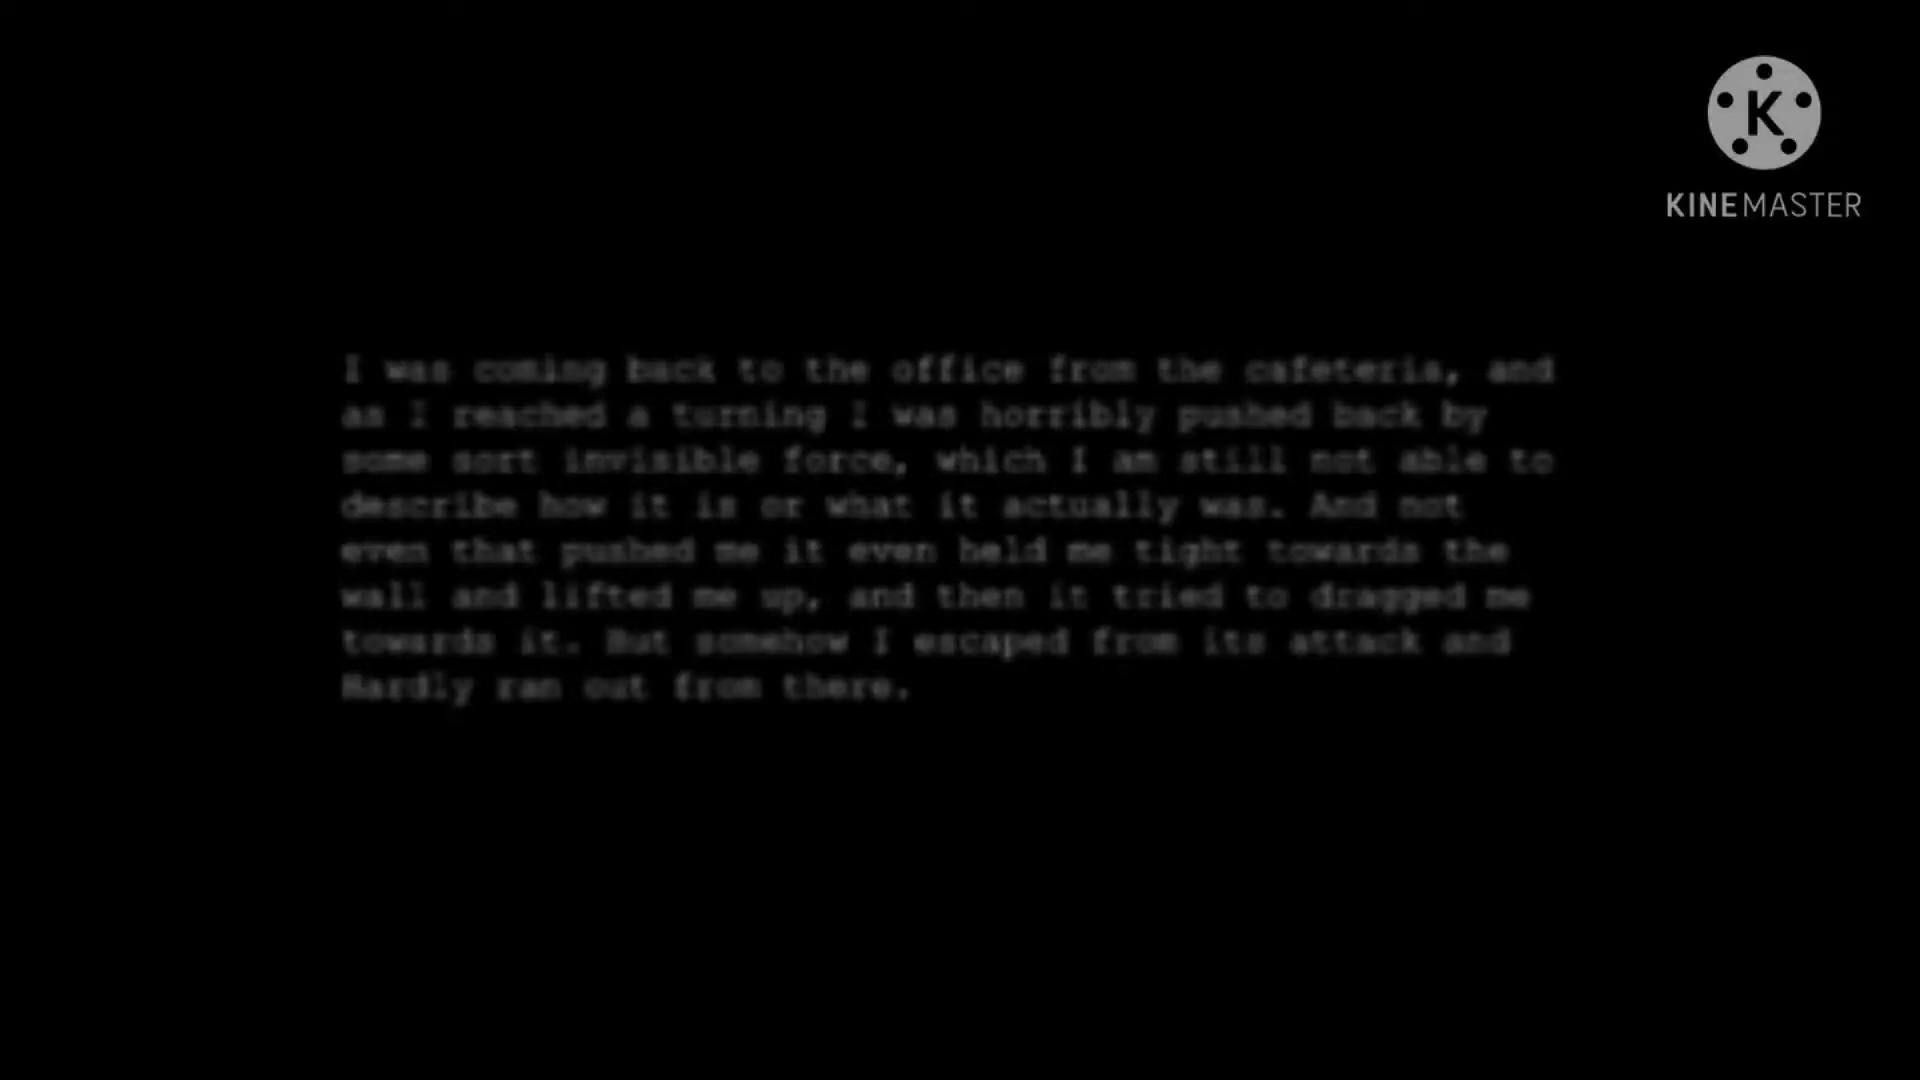 K
KINEMASTER
I was coming back to the office from the cafeteria, and
as I reached a turning I was horribly pushed back by
some sort invisible force, which I am still not able to
describe how it is or what it actually was. And not
even that pushed me it even held me tight towards the
wall and lifted me up, and then it tried to dragged me
towards it. But somehow I escaped from its attack and
Hardly ran out from there.